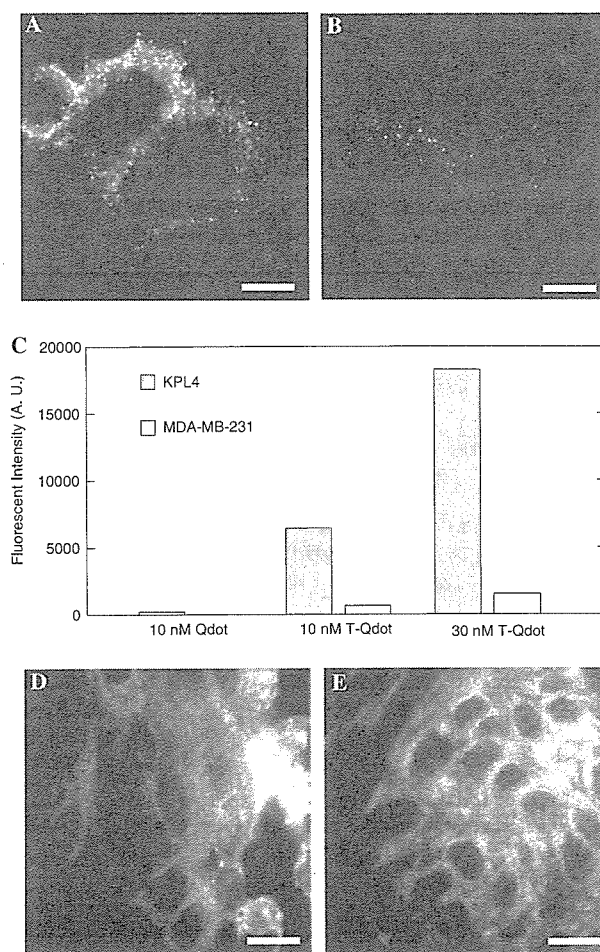 A
B
C
20000
15000
10000
5000
0
Fluorescent Intensity (A. U.)
KPL4
MDA-MB-231
10 nM Qdot
10 nM T-Qdot
30 nM T-Qdot
D
E